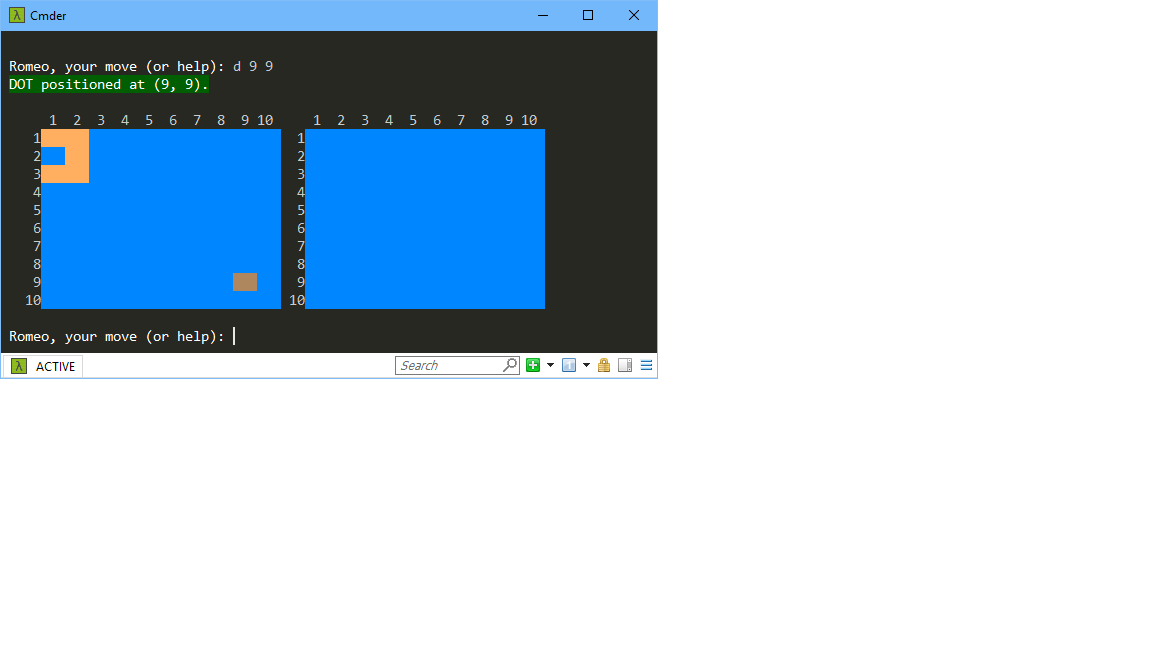 Cmder
Romeo, your move (or help): d 9 9
DOT positioned at (9, 9).
1 2 3 4 5 6 7 8 9 10 1 2 3 4 5 6 7 8 9 10
1 1
2 2
3 3
4 4
5 5
6 6
7 7
8 8
9 9
10 10
Romeo, your move (or help):
λ ACTIVE
Search